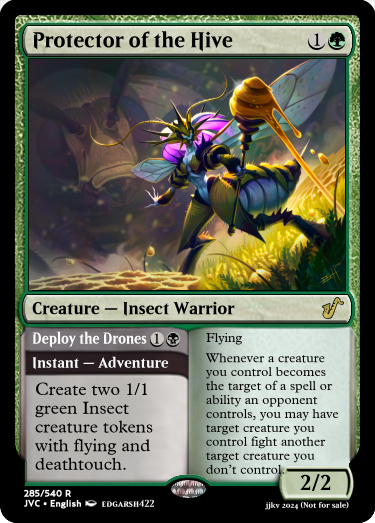 Protector of the Hive 1
Creature — Insect Warrior
Deploy the Drones 1
Instant — Adventure
Create two 1/1
green Insect
creature tokens
with flying and
deathtouch.
Flying
Whenever a creature
you control becomes
the target of a spell or
ability an opponent
controls, you may have
target creature you
control fight another
target creature you
don't control.
2/2
285/540 R
JVC • English EDGARSH422
jjkv 2024 (Not for sale)